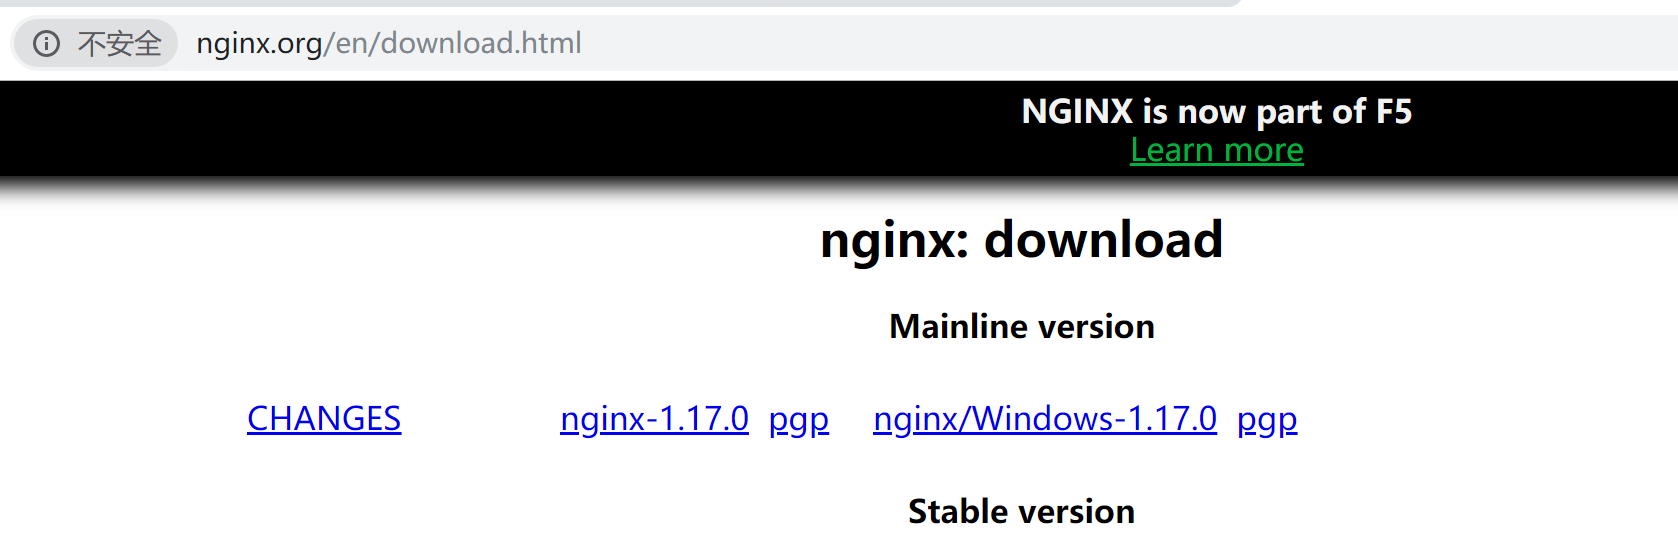 不安全 nginx.org/en/download.html
NGINX is now part of F5
Learn more
nginx: download
Mainline version
CHANGES nginx-1.17.0 pgp nginx/Windows-1.17.0 pgp
Stable version